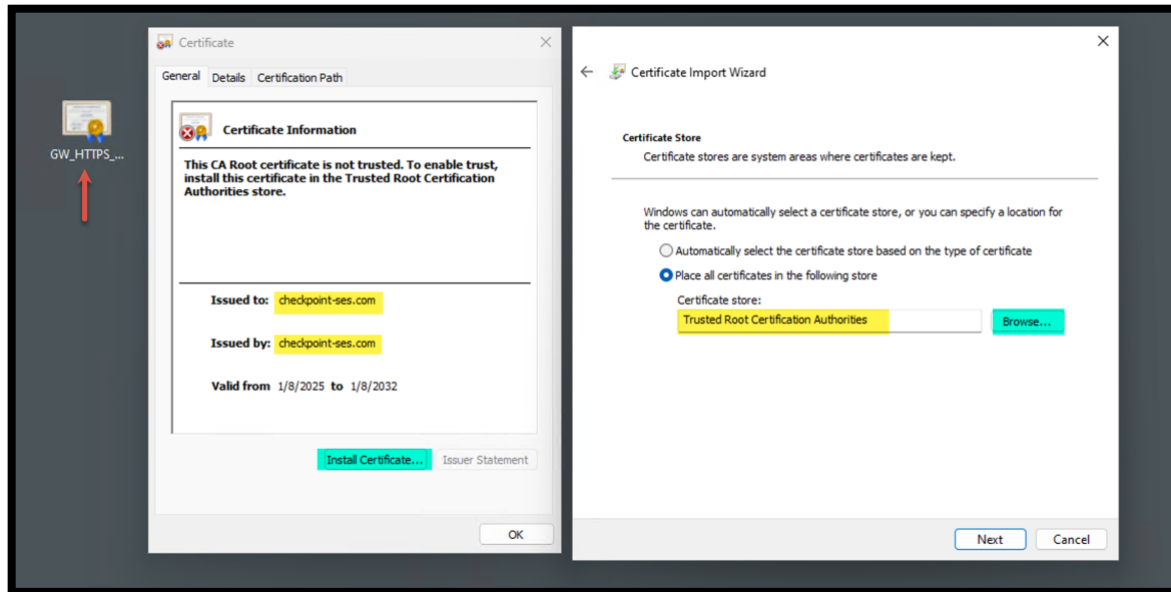 GW_HTTPS_...
Certificate
General Details Certification Path
Certificate Information
This CA Root certificate is not trusted. To enable trust,
install this certificate in the Trusted Root Certification
Authorities store.
Issued to: checkpoint-ses.com
Issued by: checkpoint-ses.com
Valid from 1/8/2025 to 1/8/2032
Install Certificate... Issuer Statement
OK
Certificate Import Wizard
Certificate Store
Certificate stores are system areas where certificates are kept.
Windows can automatically select a certificate store, or you can specify a location for
the certificate.
Automatically select the certificate store based on the type of certificate
Place all certificates in the following store
Certificate store:
Trusted Root Certification Authorities Browse...
Next Cancel